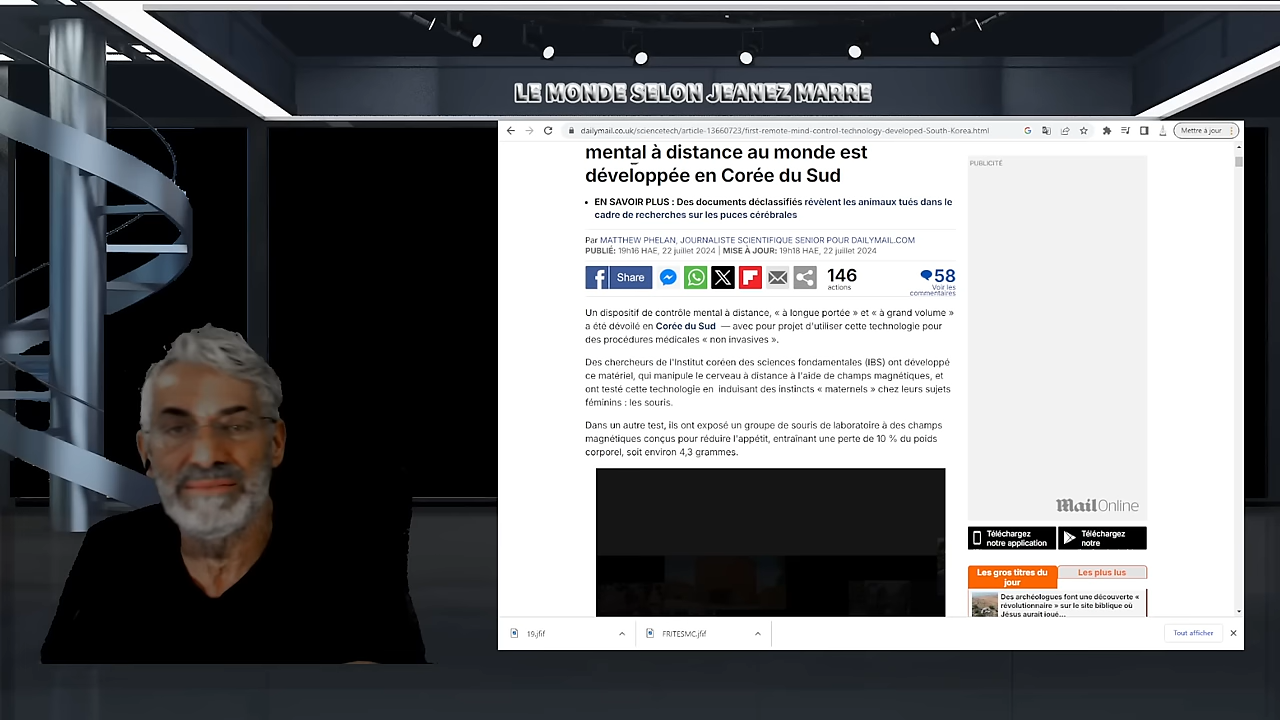 LE MONDE SELON JEANEZ MARRE
dailymail.co.uk/sciencetech/article-13660723/first-remote-mind-control-technology-developed-South-Korea.html
Mettre à jour
mental à distance au monde est
développée en Corée du Sud
EN SAVOIR PLUS : Des documents déclassifiés révèlent les animaux tués dans le
cadre de recherches sur les puces cérébrales
Par MATTHEW PHELAN, JOURNALISTE SCIENTIFIQUE SENIOR POUR DAILYMAIL.COM
PUBLIÉ: 19h16 HAE, 22 juillet 2024 | MISE À JOUR: 19h18 HAE, 22 juillet 2024
Share
146
actions
58
Voir les
commentaires
Un dispositif de contrôle mental à distance, « à longue portée » et « à grand volume »
a été dévoilé en Corée du Sud — avec pour projet d'utiliser cette technologie pour
des procédures médicales « non invasives ».
Des chercheurs de l'Institut coréen des sciences fondamentales (IBS) ont développé
ce matériel, qui manipule le cerveau à distance à l'aide de champs magnétiques, et
ont testé cette technologie en induisant des instincts « maternels » chez leurs sujets
féminins : les souris.
Dans un autre test, ils ont exposé un groupe de souris de laboratoire à des champs
magnétiques conçus pour réduire l'appétit, entraînant une perte de 10 % du poids
corporel, soit environ 4,3 grammes.
PUBLICITÉ
MailOnline
Téléchargez
notre application
Téléchargez
notre
Les gros titres du
jour
Les plus lus
Des archéologues font une découverte «
révolutionnaire » sur le site biblique où
Jésus aurait joué...
19.jfif
FRITESMC.jfif
Tout afficher